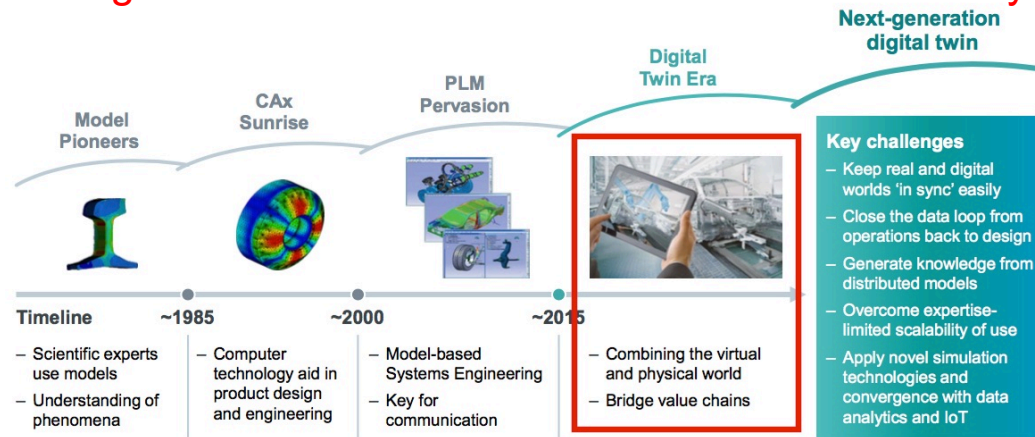 Next-generation
digital twin
Digital
Twin Era
PLM
Pervasion
CAx
Sunrise
Model
Pioneers
Key challenges
– Keep real and digital
worlds 'in sync' easily
– Close the data loop from
operations back to design
– Generate knowledge from
distributed models
– Overcome expertise-
limited scalability of use
– Apply novel simulation
technologies and
convergence with data
analytics and IoT
Timeline
~1985
~2000
~2015
– Scientific experts
use models
– Understanding of
phenomena
– Computer
technology aid in
product design
and engineering
– Model-based
Systems Engineering
– Key for
communication
– Combining the virtual
and physical world
– Bridge value chains